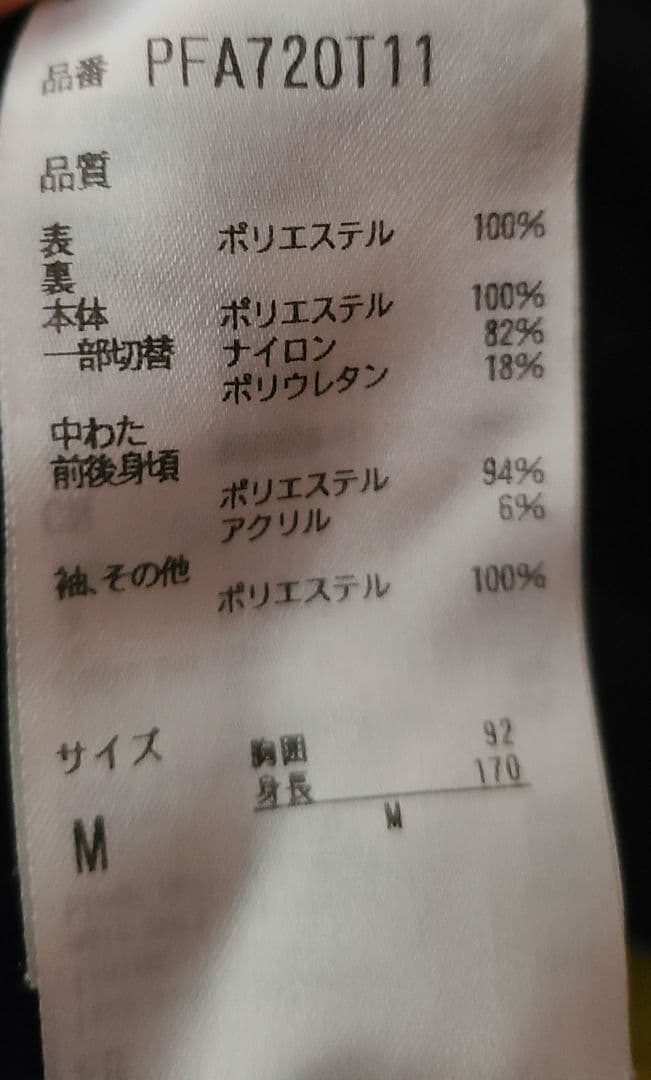 品番 PFA720T11
品質
表 ポリエステル 100%
裏
本体 ポリエステル 100%
一部切替 ナイロン 82%
ポリウレタン 18%
中わた
前後身頃
ポリエステル 94%
アクリル 6%
袖、その他
ポリエステル 100%
サイズ 胸囲 92
身長 170
M
M